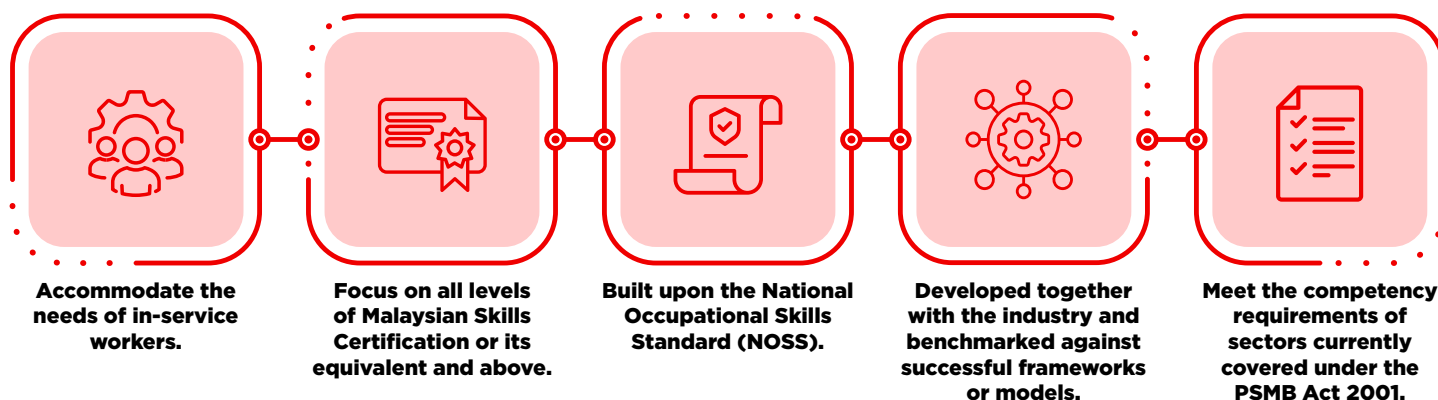 Accommodate the
needs of in-service
workers.
Focus on all levels
of Malaysian Skills
Certification or its
equivalent and above.
Built upon the National
Occupational Skills
Standard (NOSS).
Developed together
with the industry and
benchmarked against
successful frameworks
or models.
Meet the competency
requirements of
sectors currently
covered under the
PSMB Act 2001.